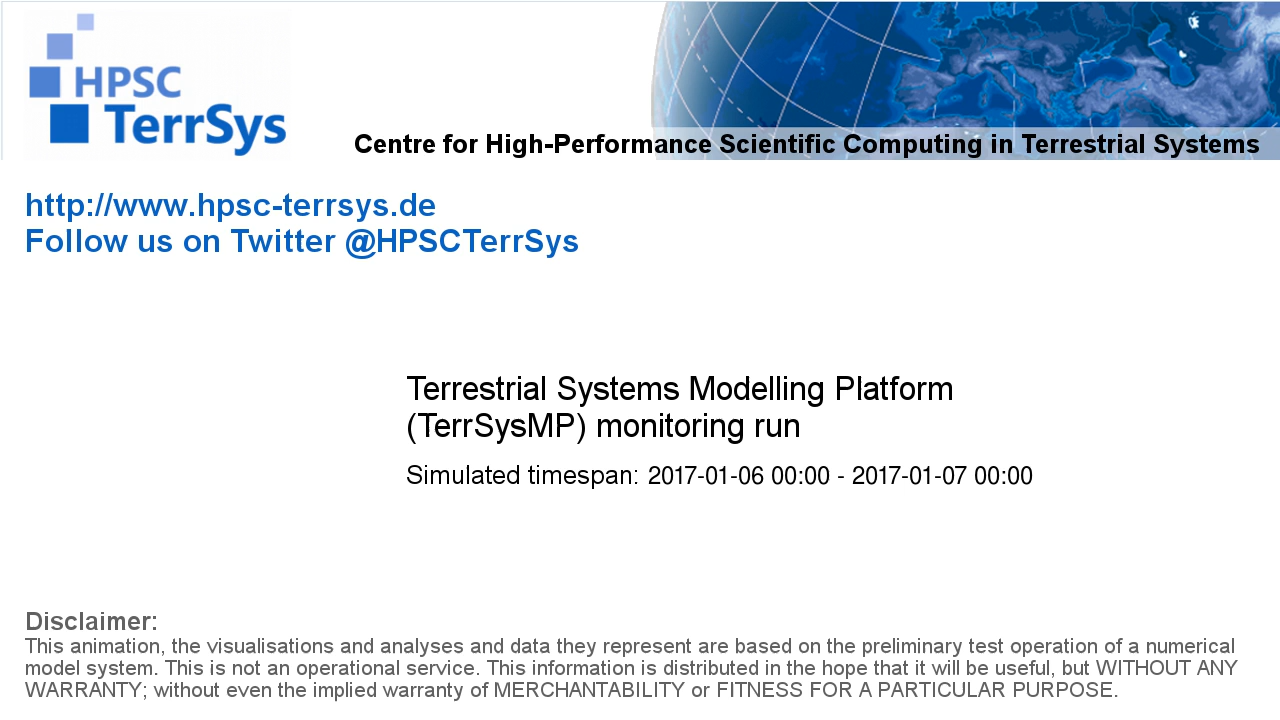 HPSC
TerrSys
Centre for High-Performance Scientific Computing in Terrestrial Systems
http://www.hpsc-terrsys.de
Follow us on Twitter @HPSCTerrSys
Terrestrial Systems Modelling Platform
(TerrSysMP) monitoring run
Simulated timespan: 2017-01-06 00:00 - 2017-01-07 00:00
Disclaimer:
This animation, the visualisations and analyses and data they represent are based on the preliminary test operation of a numerical
model system. This is not an operational service. This information is distributed in the hope that it will be useful, but WITHOUT ANY
WARRANTY; without even the implied warranty of MERCHANTABILITY or FITNESS FOR A PARTICULAR PURPOSE.